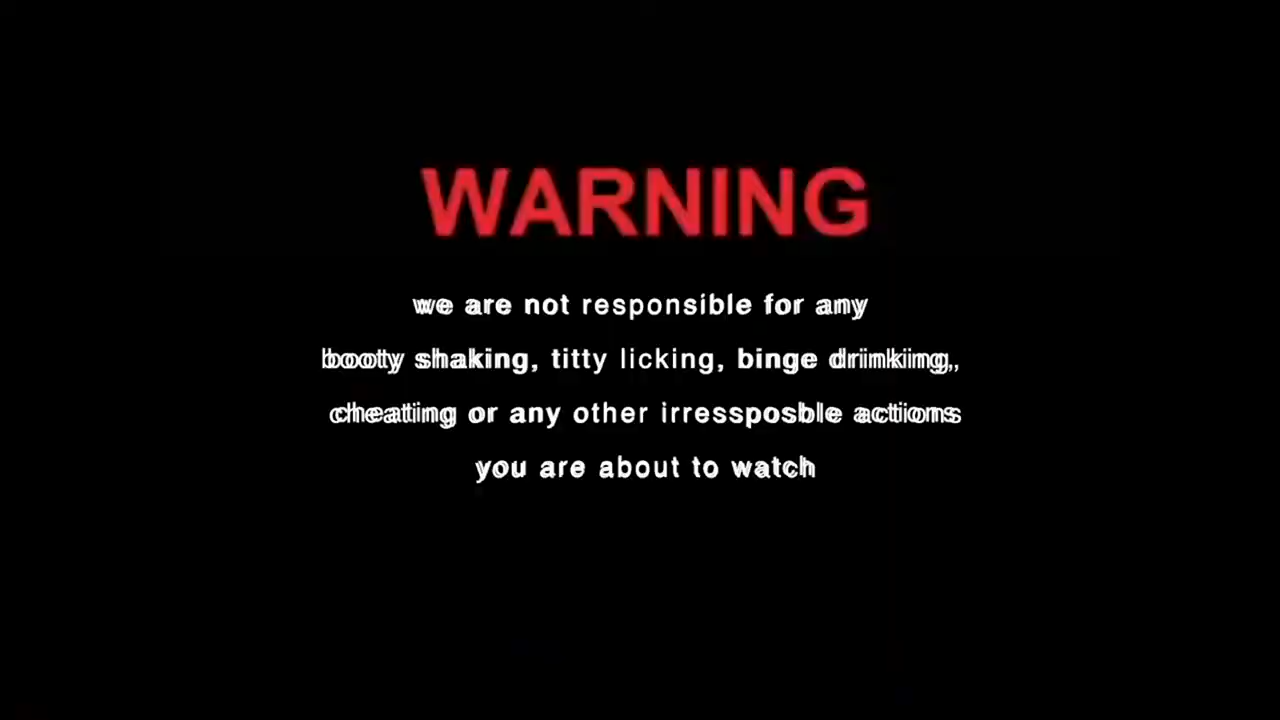 WARNING
we are not responsible for any
booty shaking, titty licking, binge drinking,
cheating or any other irressposble actions
you are about to watch